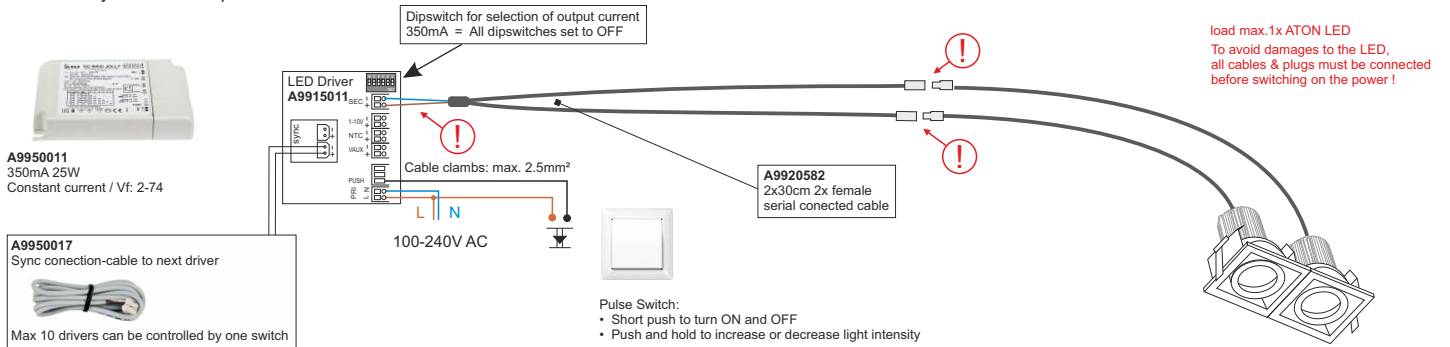 Dipswitch for selection of output current
350mA = All dipswitches set to OFF
load max.1x ATON LED
To avoid damages to the LED,
all cables & plugs must be connected
before switching on the power !
LED Driver
A9915011
SEC
1-10V
NTC
VAUX
sync
PUSH
PRI
N
L
A9950011
350mA 25W
Constant current / Vf: 2-74
Cable clambs: max. 2.5mm²
A9920582
2x30cm 2x female
serial conected cable
L N
100-240V AC
A9950017
Sync conection-cable to next driver
Max 10 drivers can be controlled by one switch
Pulse Switch:
• Short push to turn ON and OFF
• Push and hold to increase or decrease light intensity